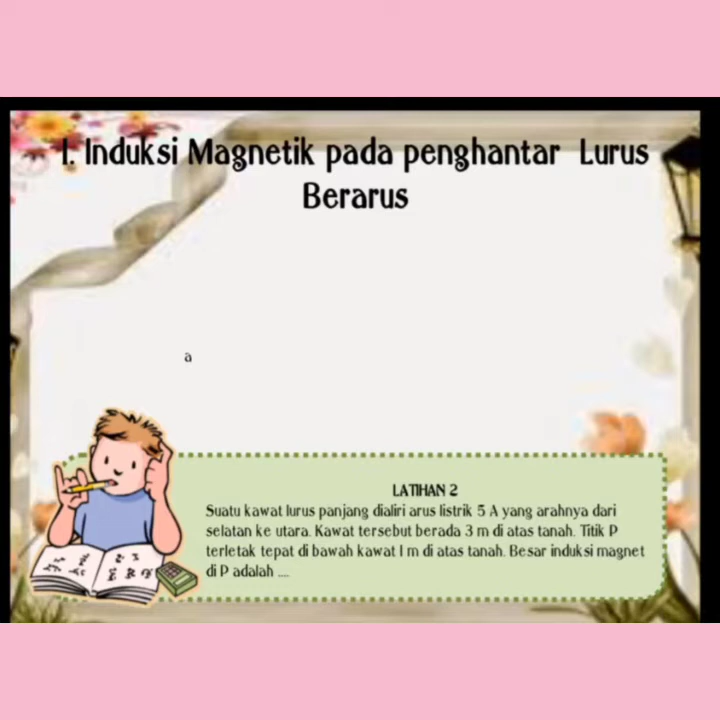 1. Induksi Magnetik pada penghantar Lurus
Berarus
a
LATIHAN 2
Suatu kawat lurus panjang dialiri arus listrik 5 A yang arahnya dari
selatan ke utara. Kawat tersebut berada 3 m di atas tanah. Titik P
terletak tepat di bawah kawat 1 m di atas tanah. Besar induksi magnet
di P adalah ....